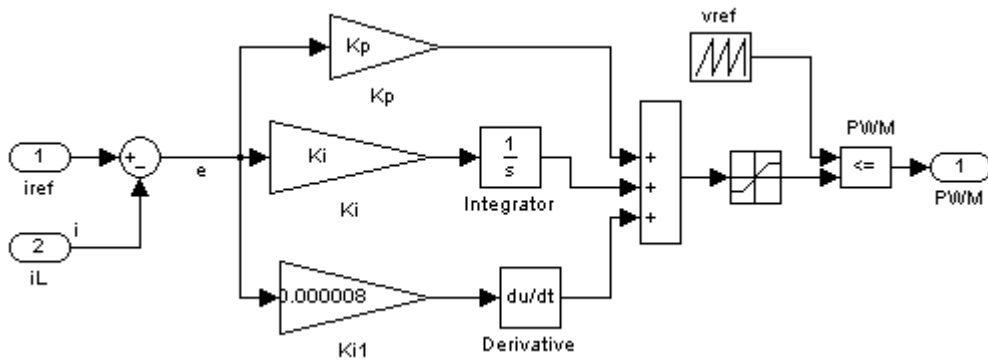 vref
Kp
Kp
PWM
1
iref
+
-
e
Ki
Ki
1
s
Integrator
+
+
+
<=
1
PWM
2
i
iL
0.000008
Ki1
du/dt
Derivative